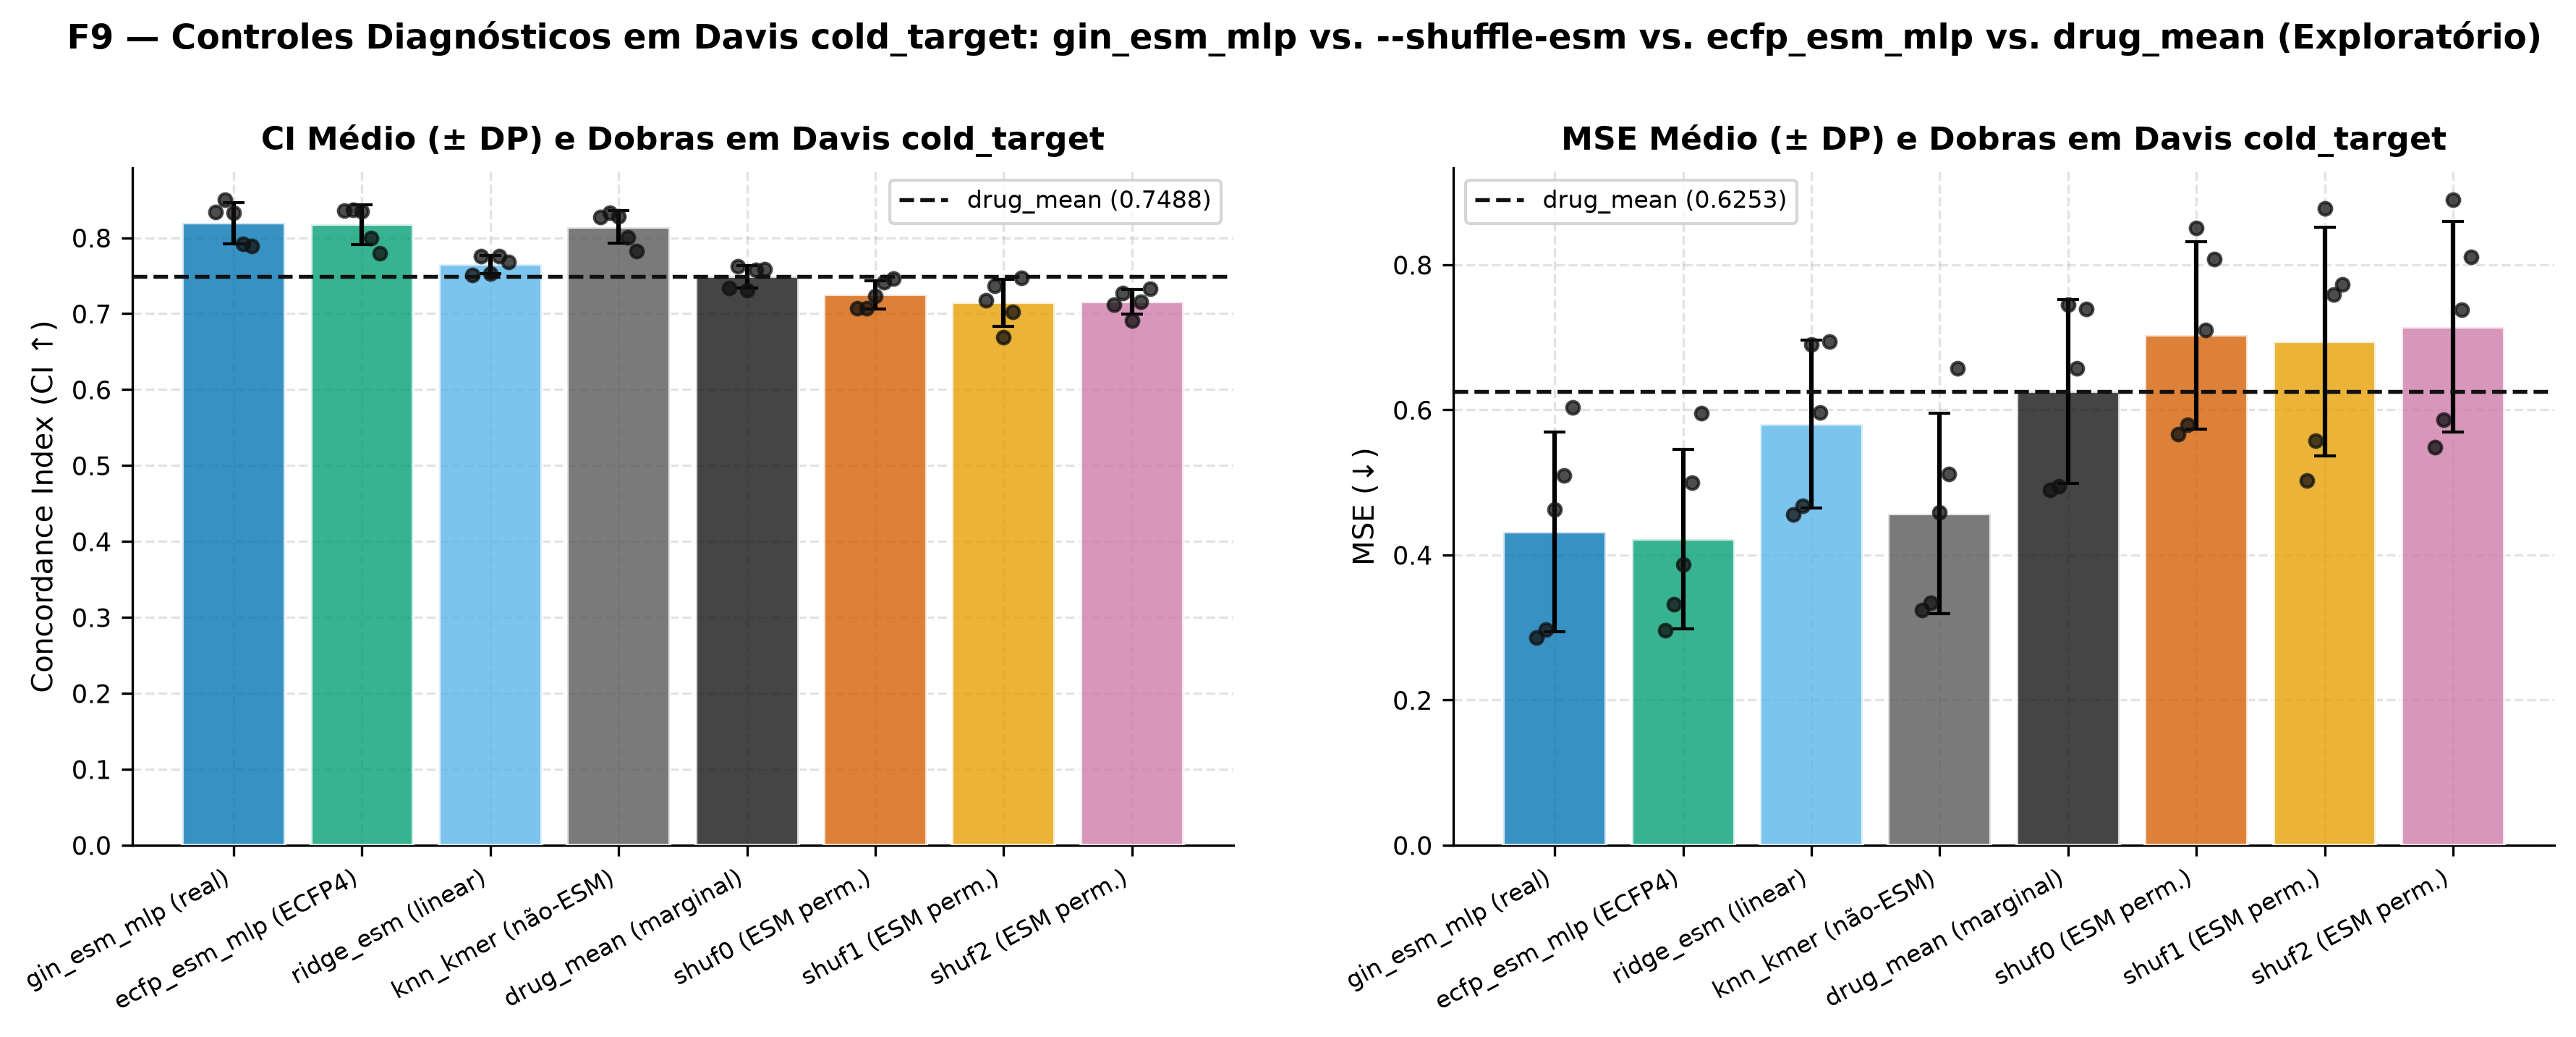 F9 — Controles Diagnósticos em Davis cold_target: gin_esm_mlp vs. --shuffle-esm vs. ecfp_esm_mlp vs. drug_mean (Exploratório)
CI Médio (± DP) e Dobras em Davis cold_target
drug_mean (0.7488)
Concordance Index (CI ↑)
0.8
0.7
0.6
0.5
0.4
0.3
0.2
0.1
0.0
gin_esm_mlp (real)
ecfp_esm_mlp (ECFP4)
ridge_esm (linear)
knn_kmer (não-ESM)
drug_mean (marginal)
shuf0 (ESM perm.)
shuf1 (ESM perm.)
shuf2 (ESM perm.)
MSE Médio (± DP) e Dobras em Davis cold_target
drug_mean (0.6253)
MSE (↓)
0.8
0.6
0.4
0.2
0.0
gin_esm_mlp (real)
ecfp_esm_mlp (ECFP4)
ridge_esm (linear)
knn_kmer (não-ESM)
drug_mean (marginal)
shuf0 (ESM perm.)
shuf1 (ESM perm.)
shuf2 (ESM perm.)